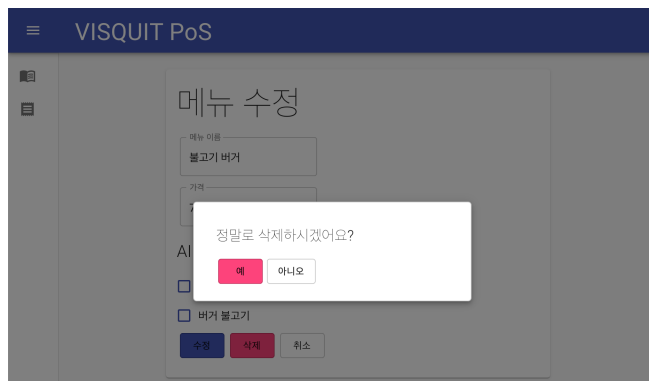 VISQUIT PoS
메뉴 수정
메뉴 이름
불고기 버거
가격
AI
정말로 삭제하시겠어요?
예
아니오
버거 불고기
수정
삭제
취소